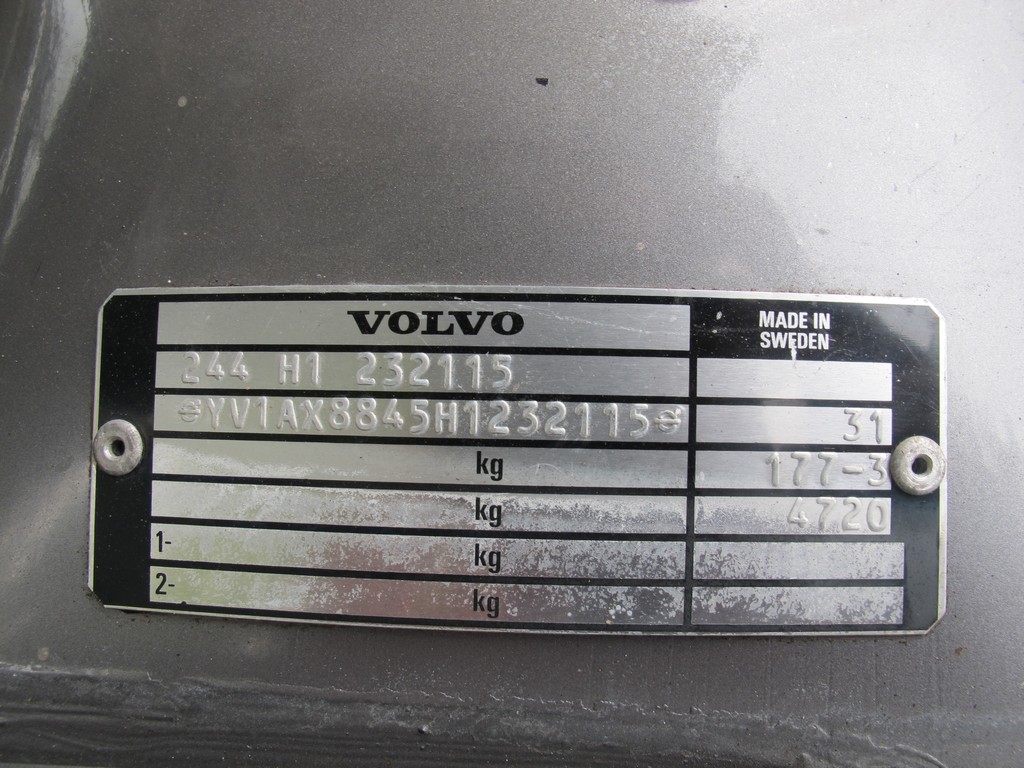 VOLVO
MADE IN
SWEDEN
244 H1 232115
YV1AX8845H1232115
31
kg
177-3
kg
4720
1- kg
2- kg